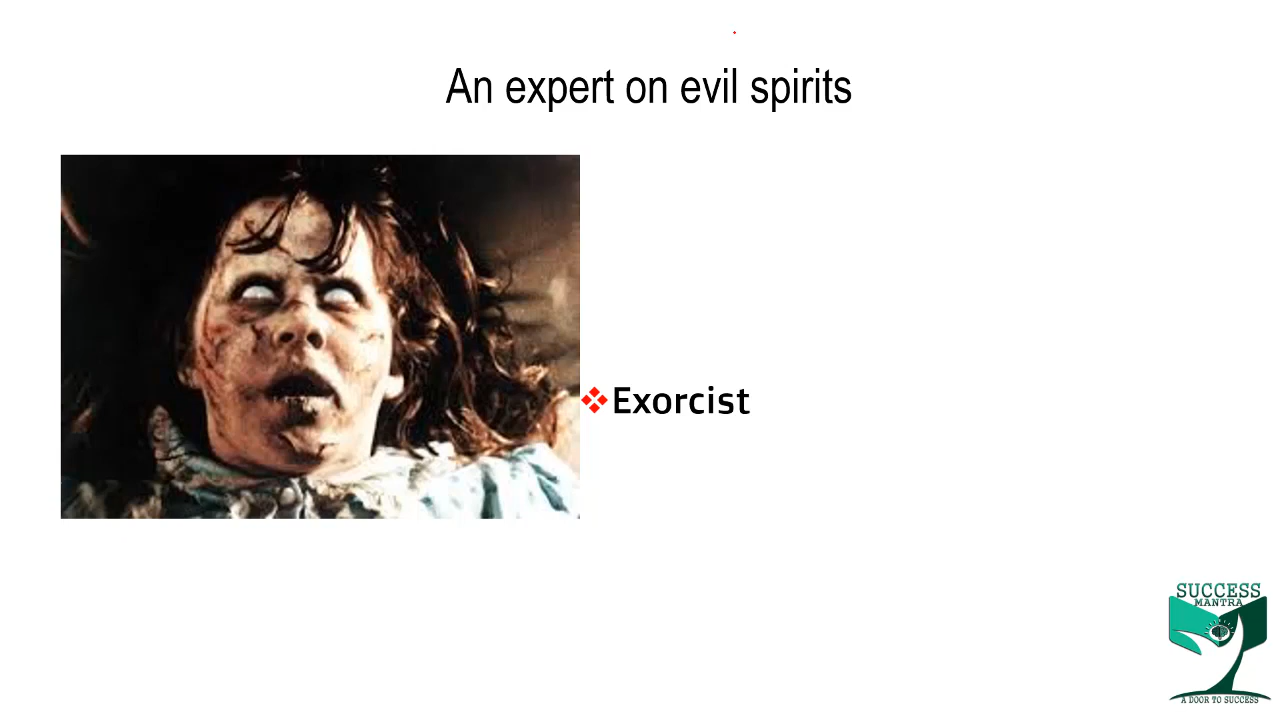 An expert on evil spirits
Exorcist
SUCCESS
MANTRA
A DOOR TO SUCCESS